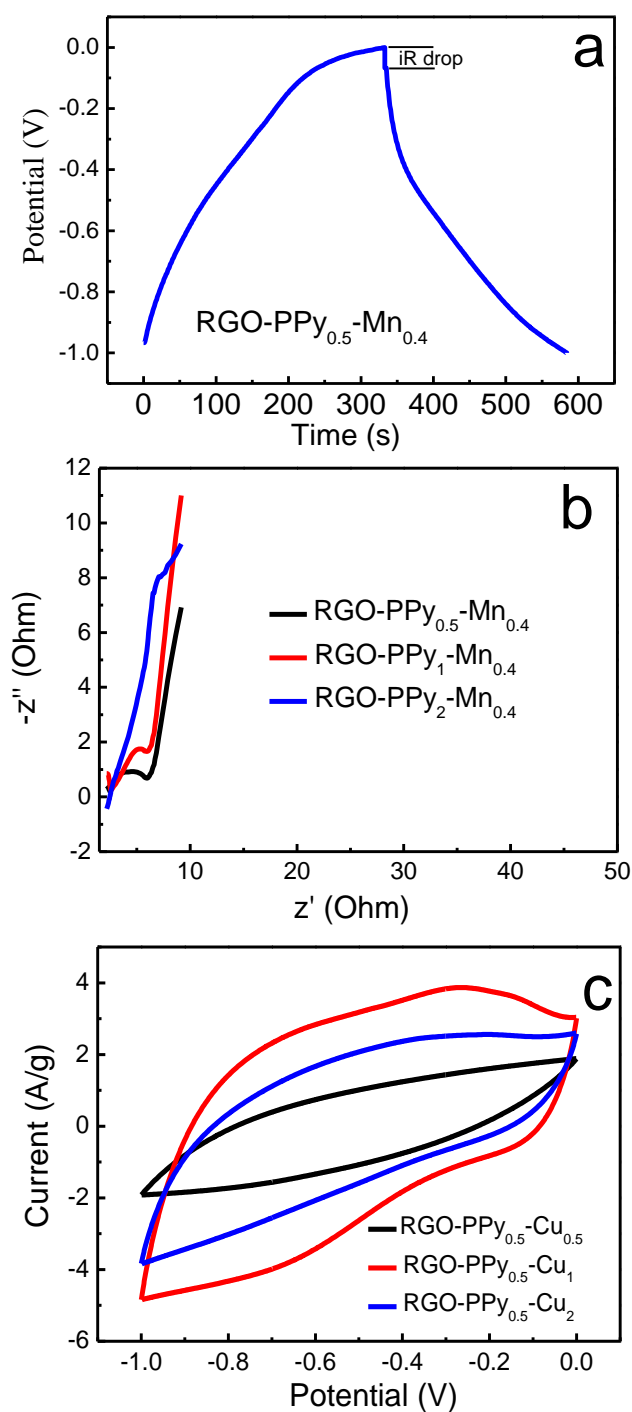 a
0.0
iR drop
-0.2
-0.4
-0.6
-0.8
-1.0
Potential (V)
RGO-PPy0.5-Mn0.4
0 100 200 300 400 500 600
Time (s)
b
12
10
8
6
4
2
0
-2
-z'' (Ohm)
RGO-PPy0.5-Mn0.4
RGO-PPy1-Mn0.4
RGO-PPy2-Mn0.4
10 20 30 40 50
z' (Ohm)
c
4
2
0
-2
-4
-6
Current (A/g)
RGO-PPy0.5-Cu0.5
RGO-PPy0.5-Cu1
RGO-PPy0.5-Cu2
-1.0 -0.8 -0.6 -0.4 -0.2 0.0
Potential (V)